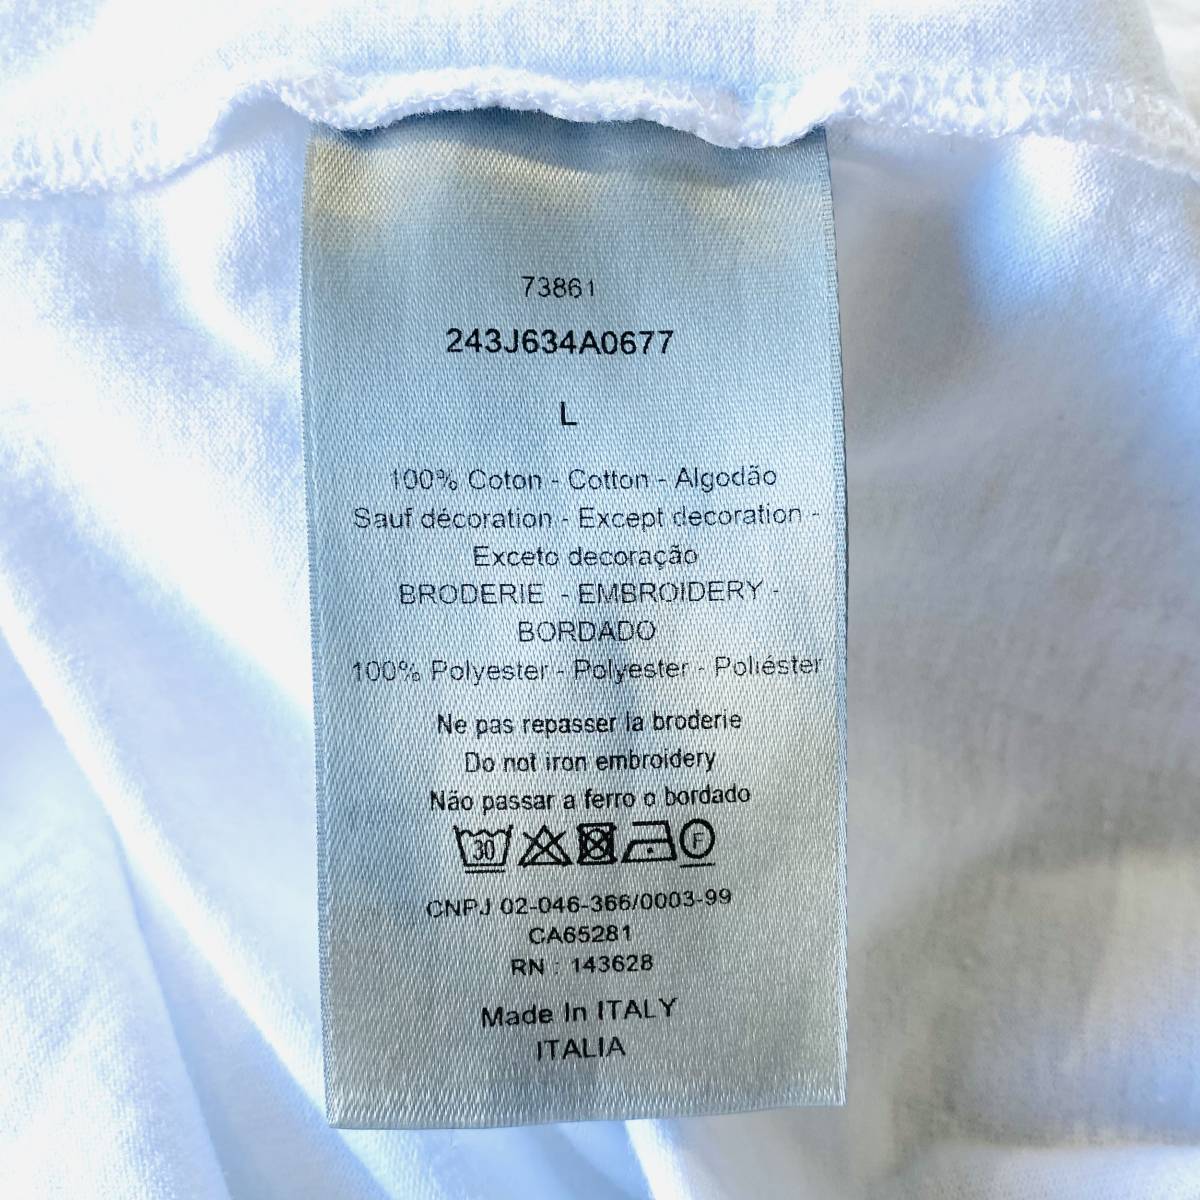 73861
243J634A0677
L
100% Coton - Cotton - Algodão
Sauf décoration - Except decoration -
Exceto decoração
BRODERIE - EMBROIDERY -
BORDADO
100% Polyester - Polyester - Poliéster
Ne pas repasser la broderie
Do not iron embroidery
Não passar a ferro o bordado
30 F
CNPJ 02-046-366/0003-99
CA65281
RN : 143628
Made In ITALY
ITALIA